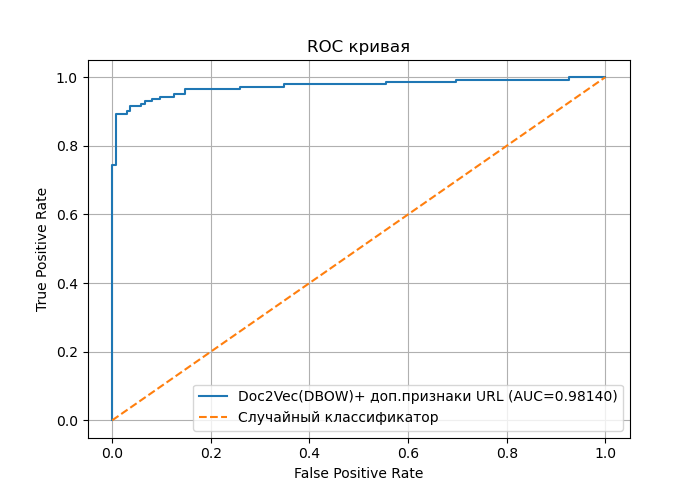 ROC кривая
True Positive Rate
1.0
0.8
0.6
0.4
0.2
0.0
Doc2Vec(DBOW)+ доп.признаки URL (AUC=0.98140)
Случайный классификатор
0.0 0.2 0.4 0.6 0.8 1.0
False Positive Rate